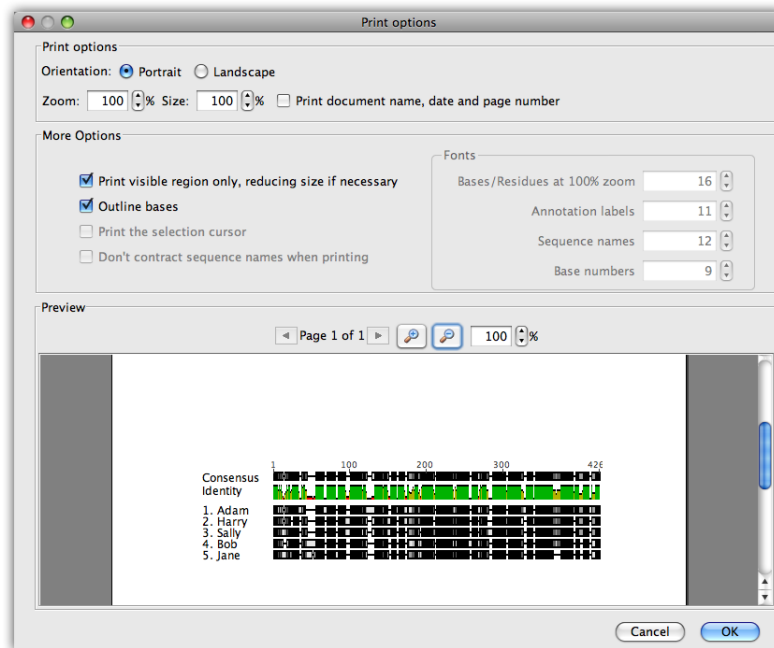 Print options
Print options
Orientation: Portrait Landscape
Zoom: 100 % Size: 100 % Print document name, date and page number
More Options
Print visible region only, reducing size if necessary
Outline bases
Print the selection cursor
Don't contract sequence names when printing
Fonts
Bases/Residues at 100% zoom 16
Annotation labels 11
Sequence names 12
Base numbers 9
Preview
Page 1 of 1 100 %
1 100 200 300 426
Consensus
Identity
1. Adam
2. Harry
3. Sally
4. Bob
5. Jane
Cancel OK